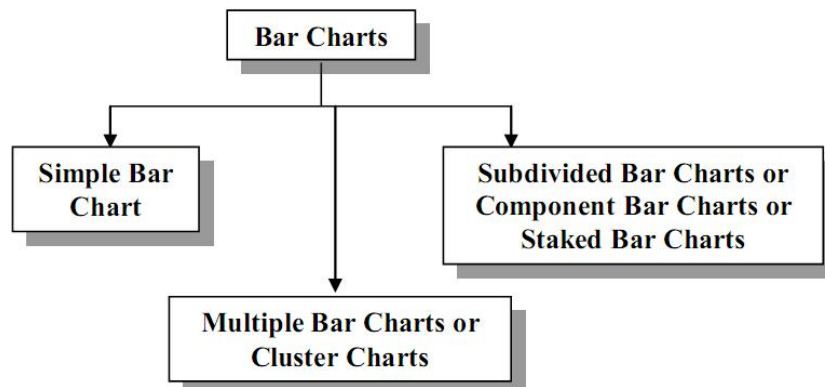 Bar Charts
Simple Bar
Chart
Subdivided Bar Charts or
Component Bar Charts or
Staked Bar Charts
Multiple Bar Charts or
Cluster Charts